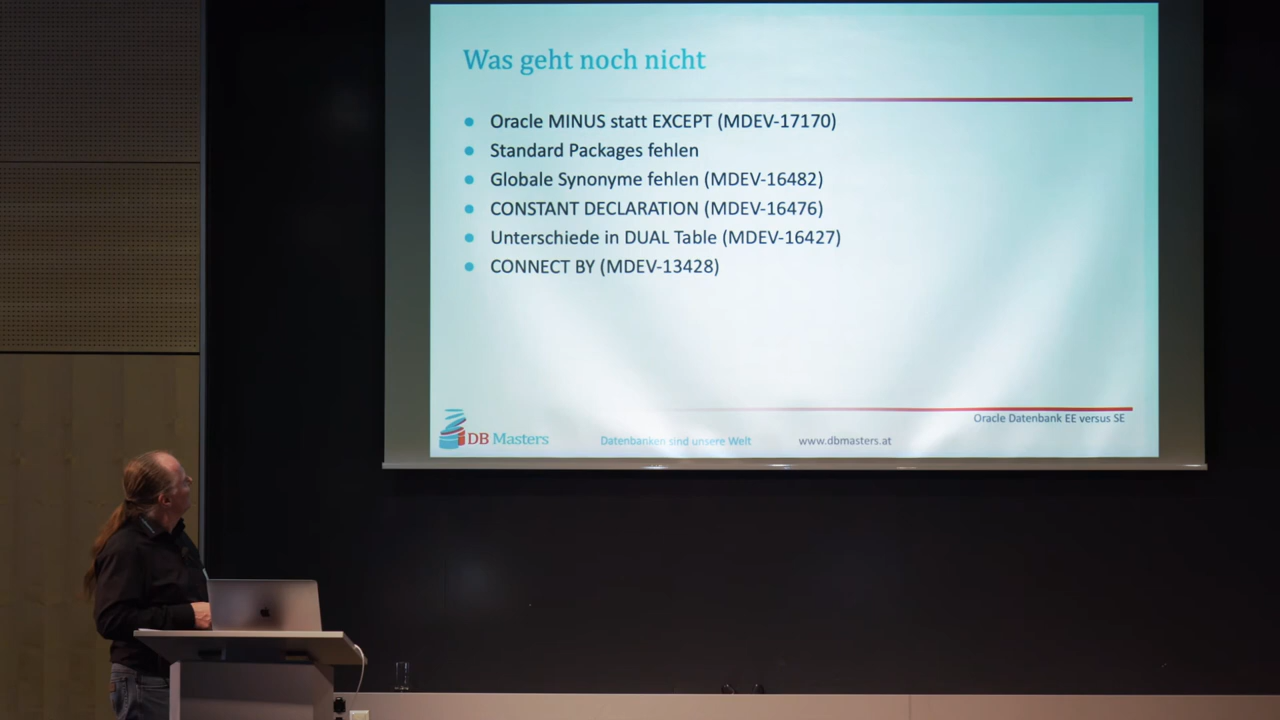 Was geht noch nicht
Oracle MINUS statt EXCEPT (MDEV-17170)
Standard Packages fehlen
Globale Synonyme fehlen (MDEV-16482)
CONSTANT DECLARATION (MDEV-16476)
Unterschiede in DUAL Table (MDEV-16427)
CONNECT BY (MDEV-13428)
Oracle Datenbank EE versus SE
DB Masters
Datenbanken sind unsere Welt
www.dbmasters.at